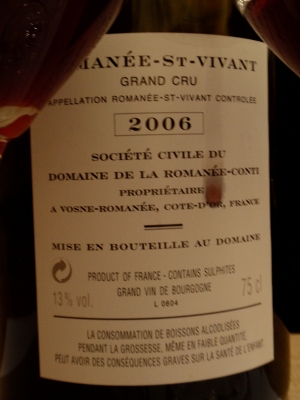 MANÉE-ST-VIVANT
GRAND CRU
APPELLATION ROMANÉE-ST-VIVANT CONTROLÉE
2006
SOCIÉTÉ CIVILE DU
DOMAINE DE LA ROMANÉE-CONTI
PROPRIÉTAIRE
A VOSNE-ROMANÉE, COTE-D'OR, FRANCE
MISE EN BOUTEILLE AU DOMAINE
PRODUCT OF FRANCE - CONTAINS SULPHITES
13% vol. GRAND VIN DE BOURGOGNE 75 cl
L 0804
LA CONSOMMATION DE BOISSONS ALCOOLISÉES
PENDANT LA GROSSESSE, MÊME EN FAIBLE QUANTITÉ,
PEUT AVOIR DES CONSÉQUENCES GRAVES SUR LA SANTÉ DE L'ENFANT